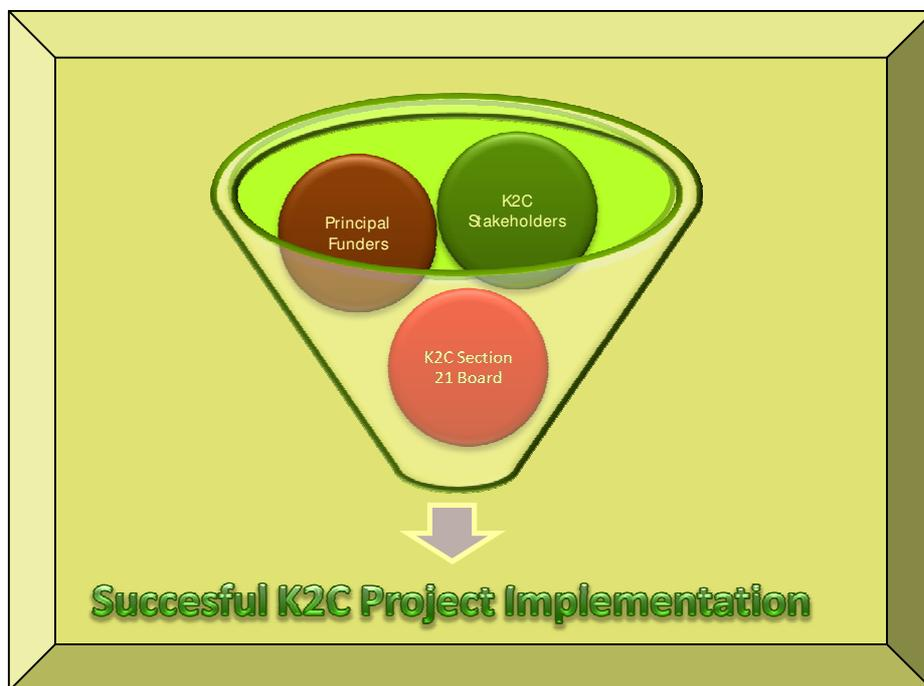 Principal
Funders
K2C
Stakeholders
K2C Section
21 Board
Succesful K2C Project Implementation